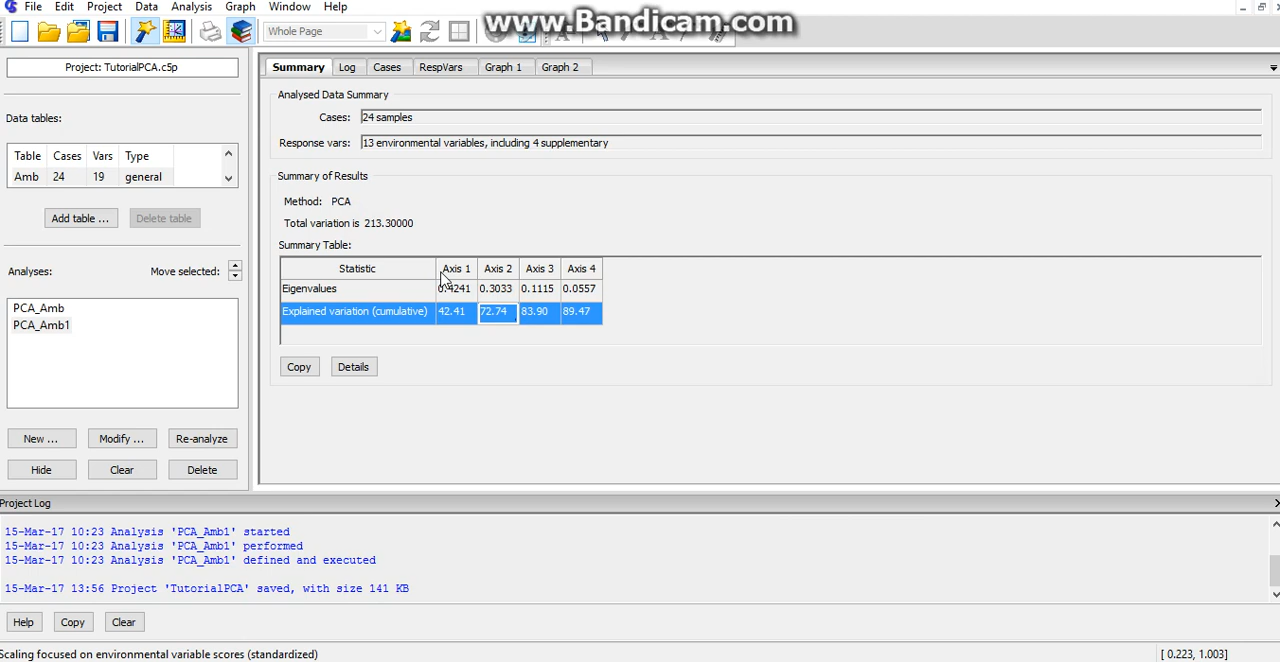 File Edit Project Data Analysis Graph Window Help
www.Bandicam.com
Whole Page
Project: TutorialPCA.c5p
Summary Log Cases RespVars Graph 1 Graph 2
Analysed Data Summary
Data tables:
Cases: 24 samples
Response vars: 13 environmental variables, including 4 supplementary
Table Cases Vars Type
Amb 24 19 general
Summary of Results
Method: PCA
Add table ... Delete table
Total variation is 213.30000
Summary Table:
Analyses: Move selected:
Statistic Axis 1 Axis 2 Axis 3 Axis 4
Eigenvalues 0.4241 0.3033 0.1115 0.0557
Explained variation (cumulative) 42.41 72.74 83.90 89.47
PCA_Amb
PCA_Amb1
Copy Details
New ... Modify ... Re-analyze
Hide Clear Delete
Project Log
15-Mar-17 10:23 Analysis 'PCA_Amb1' started
15-Mar-17 10:23 Analysis 'PCA_Amb1' performed
15-Mar-17 10:23 Analysis 'PCA_Amb1' defined and executed
15-Mar-17 13:56 Project 'TutorialPCA' saved, with size 141 KB
Help Copy Clear
Scaling focused on environmental variable scores (standardized) [ 0.223, 1.003]